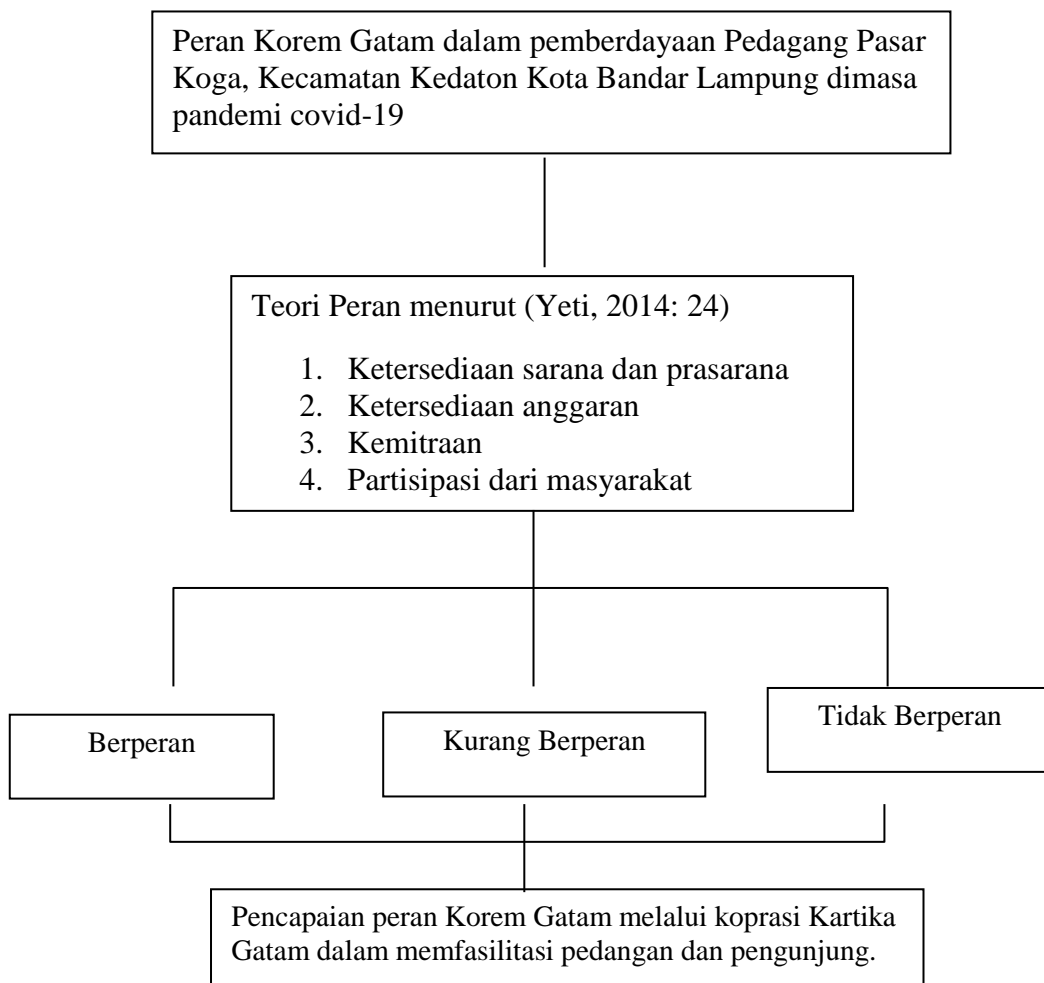 Peran Korem Gatam dalam pemberdayaan Pedagang Pasar
Koga, Kecamatan Kedaton Kota Bandar Lampung dimasa
pandemi covid-19
Teori Peran menurut (Yeti, 2014: 24)
1. Ketersediaan sarana dan prasarana
2. Ketersediaan anggaran
3. Kemitraan
4. Partisipasi dari masyarakat
Berperan
Kurang Berperan
Tidak Berperan
Pencapaian peran Korem Gatam melalui koprasi Kartika
Gatam dalam memfasilitasi pedangan dan pengunjung.